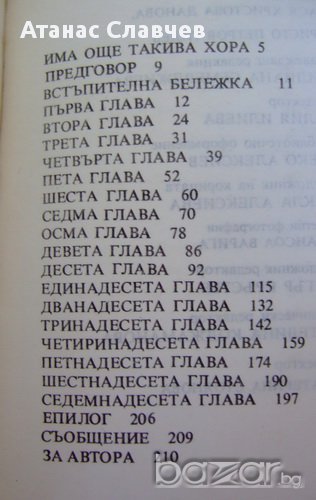 Атанас Славчев
ИМА ОЩЕ ТАКИВА ХОРА 5
ПРЕДГОВОР 9
ВСТЪПИТЕЛНА БЕЛЕЖКА 11
ПЪРВА ГЛАВА 12
ВТОРА ГЛАВА 24
ТРЕТА ГЛАВА 31
ЧЕТВЪРТА ГЛАВА 39
ПЕТА ГЛАВА 52
ШЕСТА ГЛАВА 60
СЕДМА ГЛАВА 70
ОСМА ГЛАВА 78
ДЕВЕТА ГЛАВА 86
ДЕСЕТА ГЛАВА 92
ЕДИНАДЕСЕТА ГЛАВА 115
ДВАНАДЕСЕТА ГЛАВА 132
ТРИНАДЕСЕТА ГЛАВА 142
ЧЕТИРИНАДЕСЕТА ГЛАВА 159
ПЕТНАДЕСЕТА ГЛАВА 174
ШЕСТНАДЕСЕТА ГЛАВА 190
СЕДЕМНАДЕСЕТА ГЛАВА 197
ЕПИЛОГ 206
СЪОБЩЕНИЕ 209
ЗА АВТОРА 210
bazar.bg